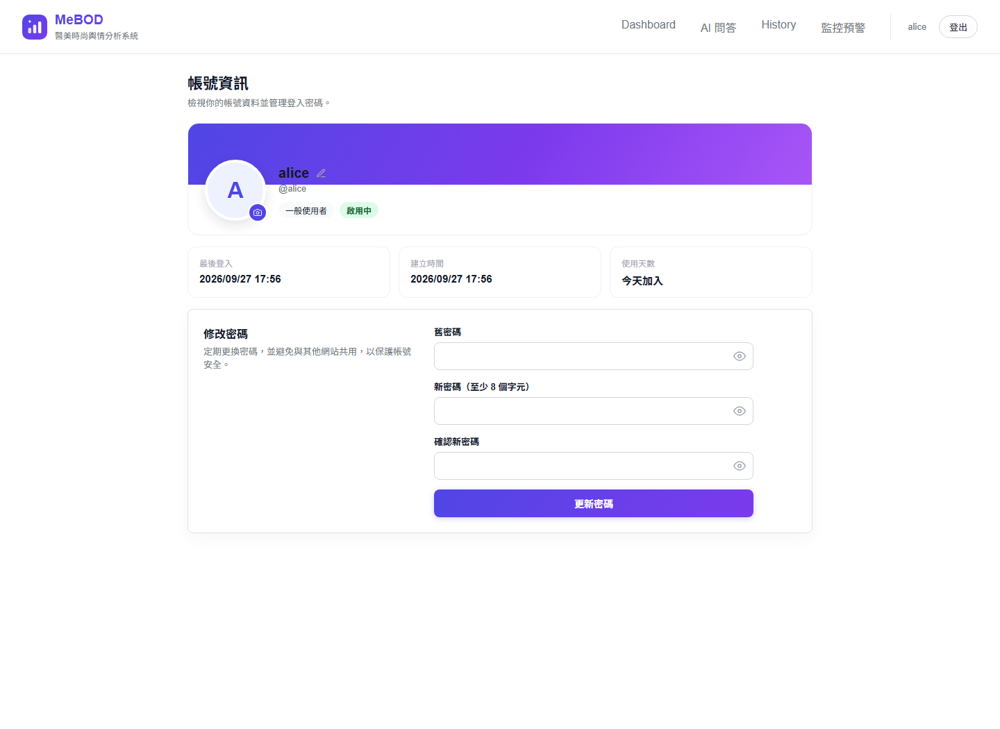 MeBOD
醫美時尚輿情分析系統
Dashboard
AI 問答
History
監控預警
alice
登出
帳號資訊
檢視你的帳號資料並管理登入密碼。
A
alice
@alice
一般使用者
啟用中
最後登入
2026/09/27 17:56
建立時間
2026/09/27 17:56
使用天數
今天加入
修改密碼
定期更換密碼，並避免與其他網站共用，以保護帳號
安全。
舊密碼
新密碼（至少 8 個字元）
確認新密碼
更新密碼